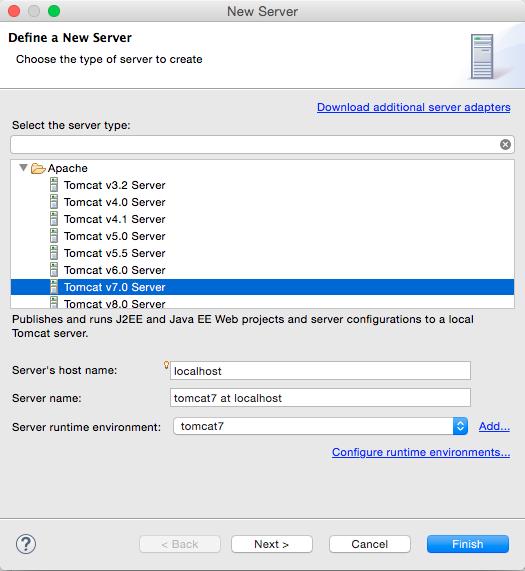 New Server
Define a New Server
Choose the type of server to create
Download additional server adapters
Select the server type:
Apache
Tomcat v3.2 Server
Tomcat v4.0 Server
Tomcat v4.1 Server
Tomcat v5.0 Server
Tomcat v5.5 Server
Tomcat v6.0 Server
Tomcat v7.0 Server
Tomcat v8.0 Server
Publishes and runs J2EE and Java EE Web projects and server configurations to a local
Tomcat server.
Server's host name: localhost
Server name: tomcat7 at localhost
Server runtime environment: tomcat7 Add...
Configure runtime environments...
? < Back Next > Cancel Finish